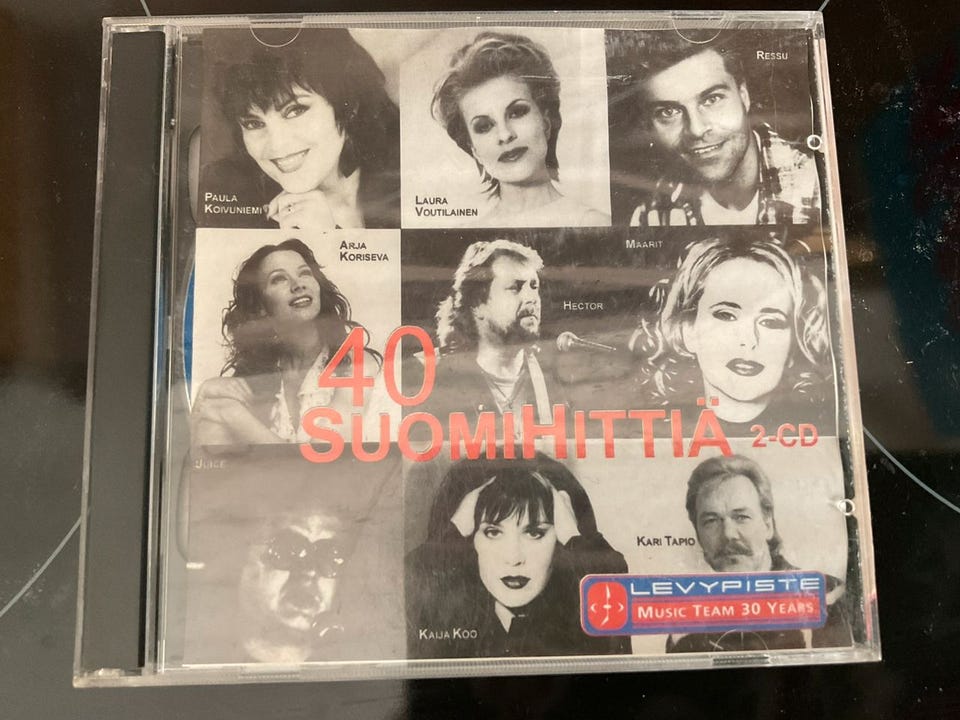 Paula
Koivuniemi
Laura
Voutilainen
Ressu
Arja
Koriseva
Hector
Maarit
40
SuomiHittiä 2-CD
Juice
Kaija Koo
Kari Tapio
LEVYPISTE
Music Team 30 Years